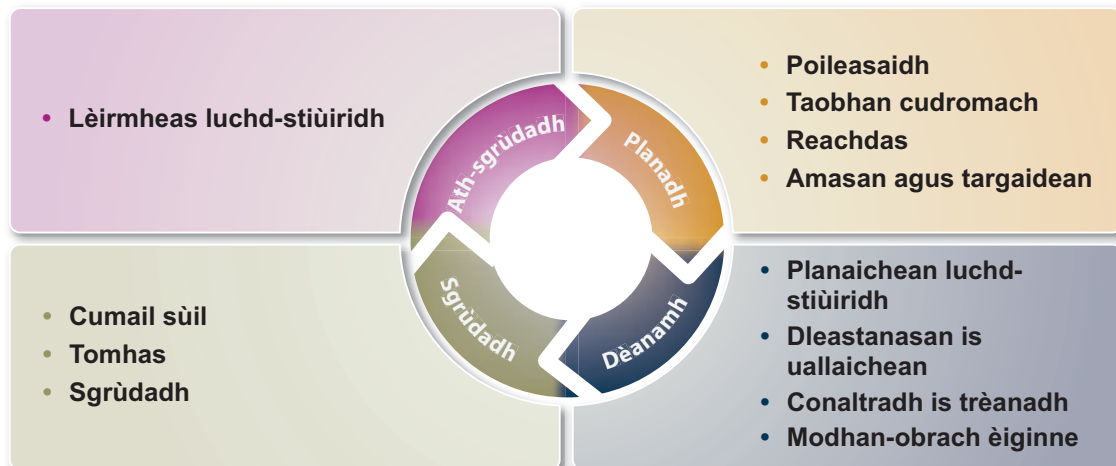 • Lèirmheas luchd-stiùiridh
• Poileasaidh
• Taobhan cudromach
• Reachdas
• Amasan agus targaidean
Ath-sgrùdadh
Planadh
Sgrùdadh
Dèanamh
• Cumail sùil
• Tomhas
• Sgrùdadh
• Planaichean luchd-
stiùiridh
• Dleastanasan is
uallaichean
• Conaltradh is trèanadh
• Modhan-obrach èiginne